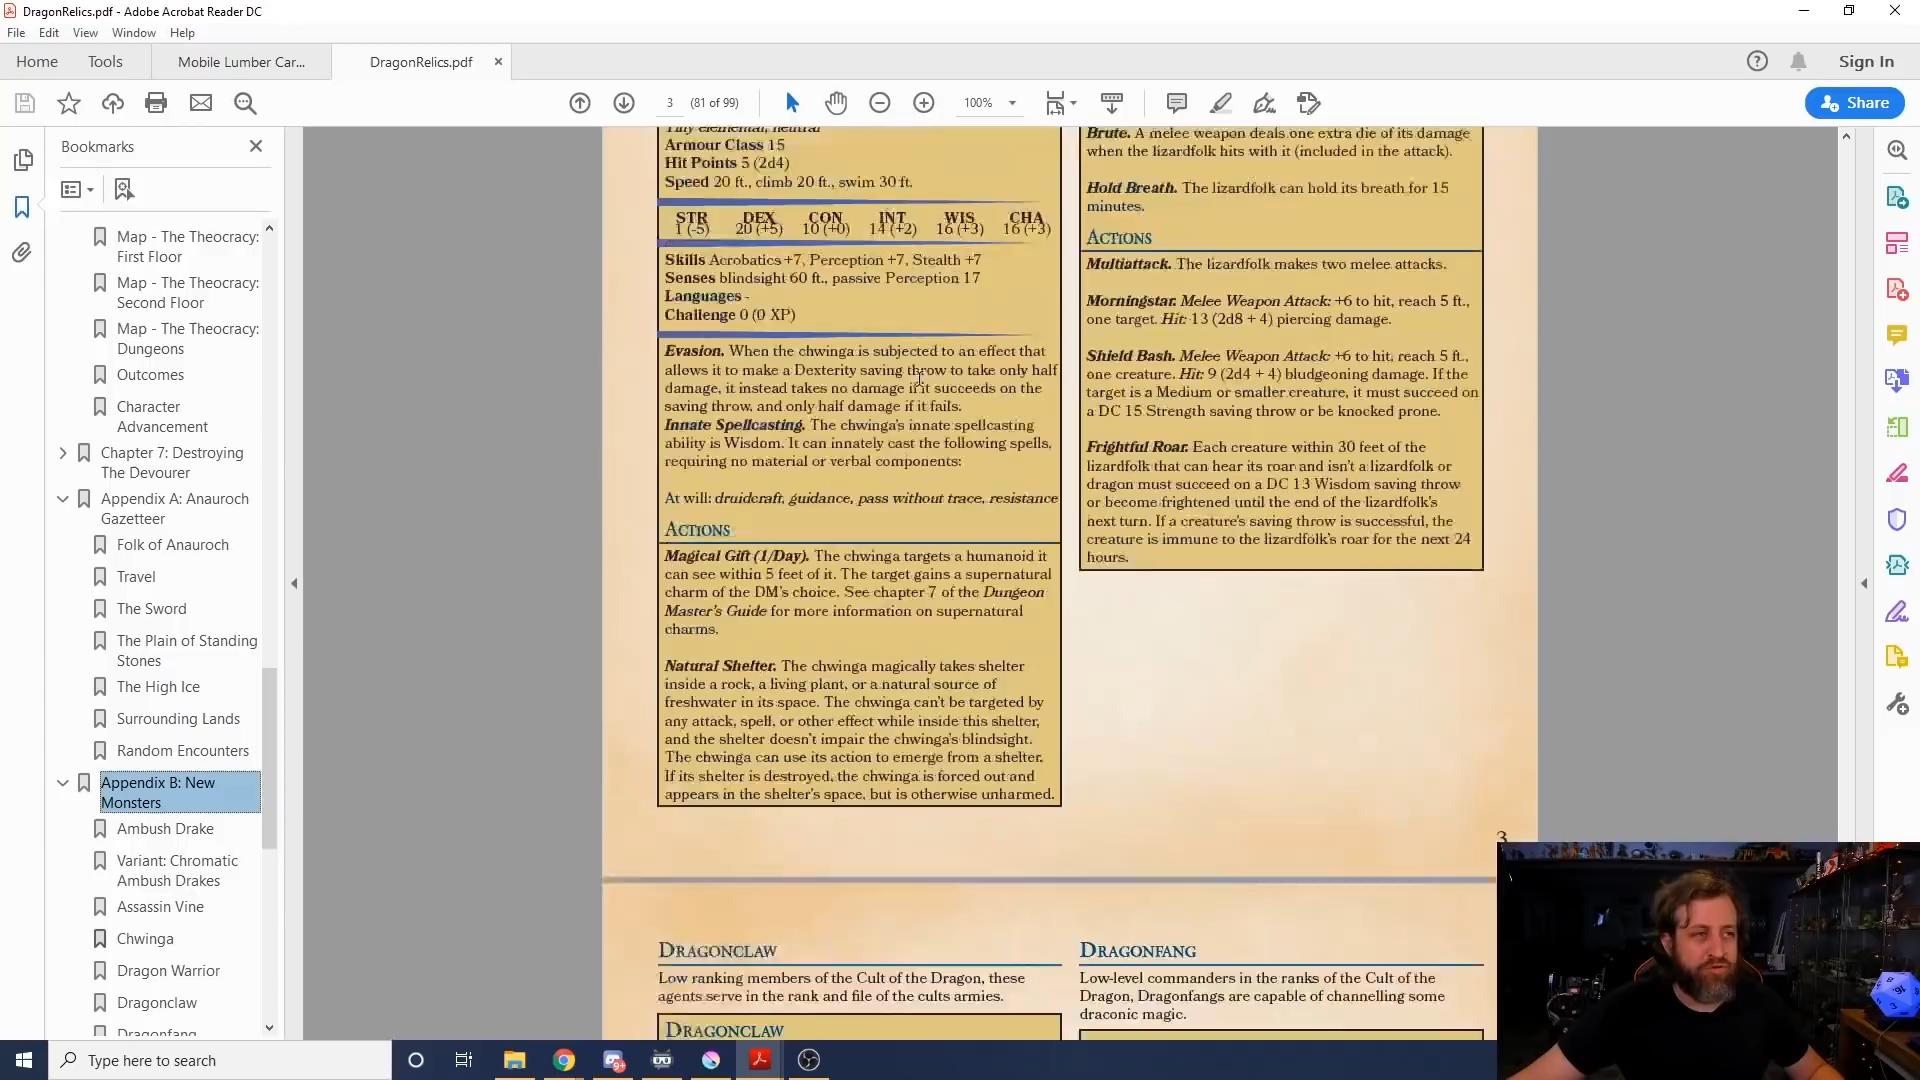 DragonRelics.pdf - Adobe Acrobat Reader DC
File Edit View Window Help
Home Tools Mobile Lumber Car... DragonRelics.pdf × Sign In
3 (81 of 99) 100% Share
Bookmarks
Map - The Theocracy:
First Floor
Map - The Theocracy:
Second Floor
Map - The Theocracy:
Dungeons
Outcomes
Character
Advancement
Chapter 7: Destroying
The Devourer
Appendix A: Anauroch
Gazetteer
Folk of Anauroch
Travel
The Sword
The Plain of Standing
Stones
The High Ice
Surrounding Lands
Random Encounters
Appendix B: New
Monsters
Ambush Drake
Variant: Chromatic
Ambush Drakes
Assassin Vine
Chwinga
Dragon Warrior
Dragonclaw
Dragonfang
Tiny elemental, neutral
Armour Class 15
Hit Points 5 (2d4)
Speed 20 ft., climb 20 ft., swim 30 ft.
STR DEX CON INT WIS CHA
1 (-5) 20 (+5) 10 (+0) 14 (+2) 16 (+3) 16 (+3)
Skills Acrobatics +7, Perception +7, Stealth +7
Senses blindsight 60 ft., passive Perception 17
Languages -
Challenge 0 (0 XP)
Evasion. When the chwinga is subjected to an effect that
allows it to make a Dexterity saving throw to take only half
damage, it instead takes no damage if it succeeds on the
saving throw, and only half damage if it fails.
Innate Spellcasting. The chwinga's innate spellcasting
ability is Wisdom. It can innately cast the following spells,
requiring no material or verbal components:
At will: druidcraft, guidance, pass without trace, resistance
Actions
Magical Gift (1/Day). The chwinga targets a humanoid it
can see within 5 feet of it. The target gains a supernatural
charm of the DM's choice. See chapter 7 of the Dungeon
Master's Guide for more information on supernatural
charms.
Natural Shelter. The chwinga magically takes shelter
inside a rock, a living plant, or a natural source of
freshwater in its space. The chwinga can't be targeted by
any attack, spell, or other effect while inside this shelter,
and the shelter doesn't impair the chwinga's blindsight.
The chwinga can use its action to emerge from a shelter.
If its shelter is destroyed, the chwinga is forced out and
appears in the shelter's space, but is otherwise unharmed.
Brute. A melee weapon deals one extra die of its damage
when the lizardfolk hits with it (included in the attack).
Hold Breath. The lizardfolk can hold its breath for 15
minutes.
Actions
Multiattack. The lizardfolk makes two melee attacks.
Morningstar. Melee Weapon Attack: +6 to hit, reach 5 ft.,
one target. Hit: 13 (2d8 + 4) piercing damage.
Shield Bash. Melee Weapon Attack: +6 to hit, reach 5 ft.,
one creature. Hit: 9 (2d4 + 4) bludgeoning damage. If the
target is a Medium or smaller creature, it must succeed on
a DC 15 Strength saving throw or be knocked prone.
Frightful Roar. Each creature within 30 feet of the
lizardfolk that can hear its roar and isn't a lizardfolk or
dragon must succeed on a DC 13 Wisdom saving throw
or become frightened until the end of the lizardfolk's
next turn. If a creature's saving throw is successful, the
creature is immune to the lizardfolk's roar for the next 24
hours.
3
Dragonclaw
Low ranking members of the Cult of the Dragon, these
agents serve in the rank and file of the cults armies.
Dragonclaw
Dragonfang
Low-level commanders in the ranks of the Cult of the
Dragon, Dragonfangs are capable of channelling some
draconic magic.
Type here to search